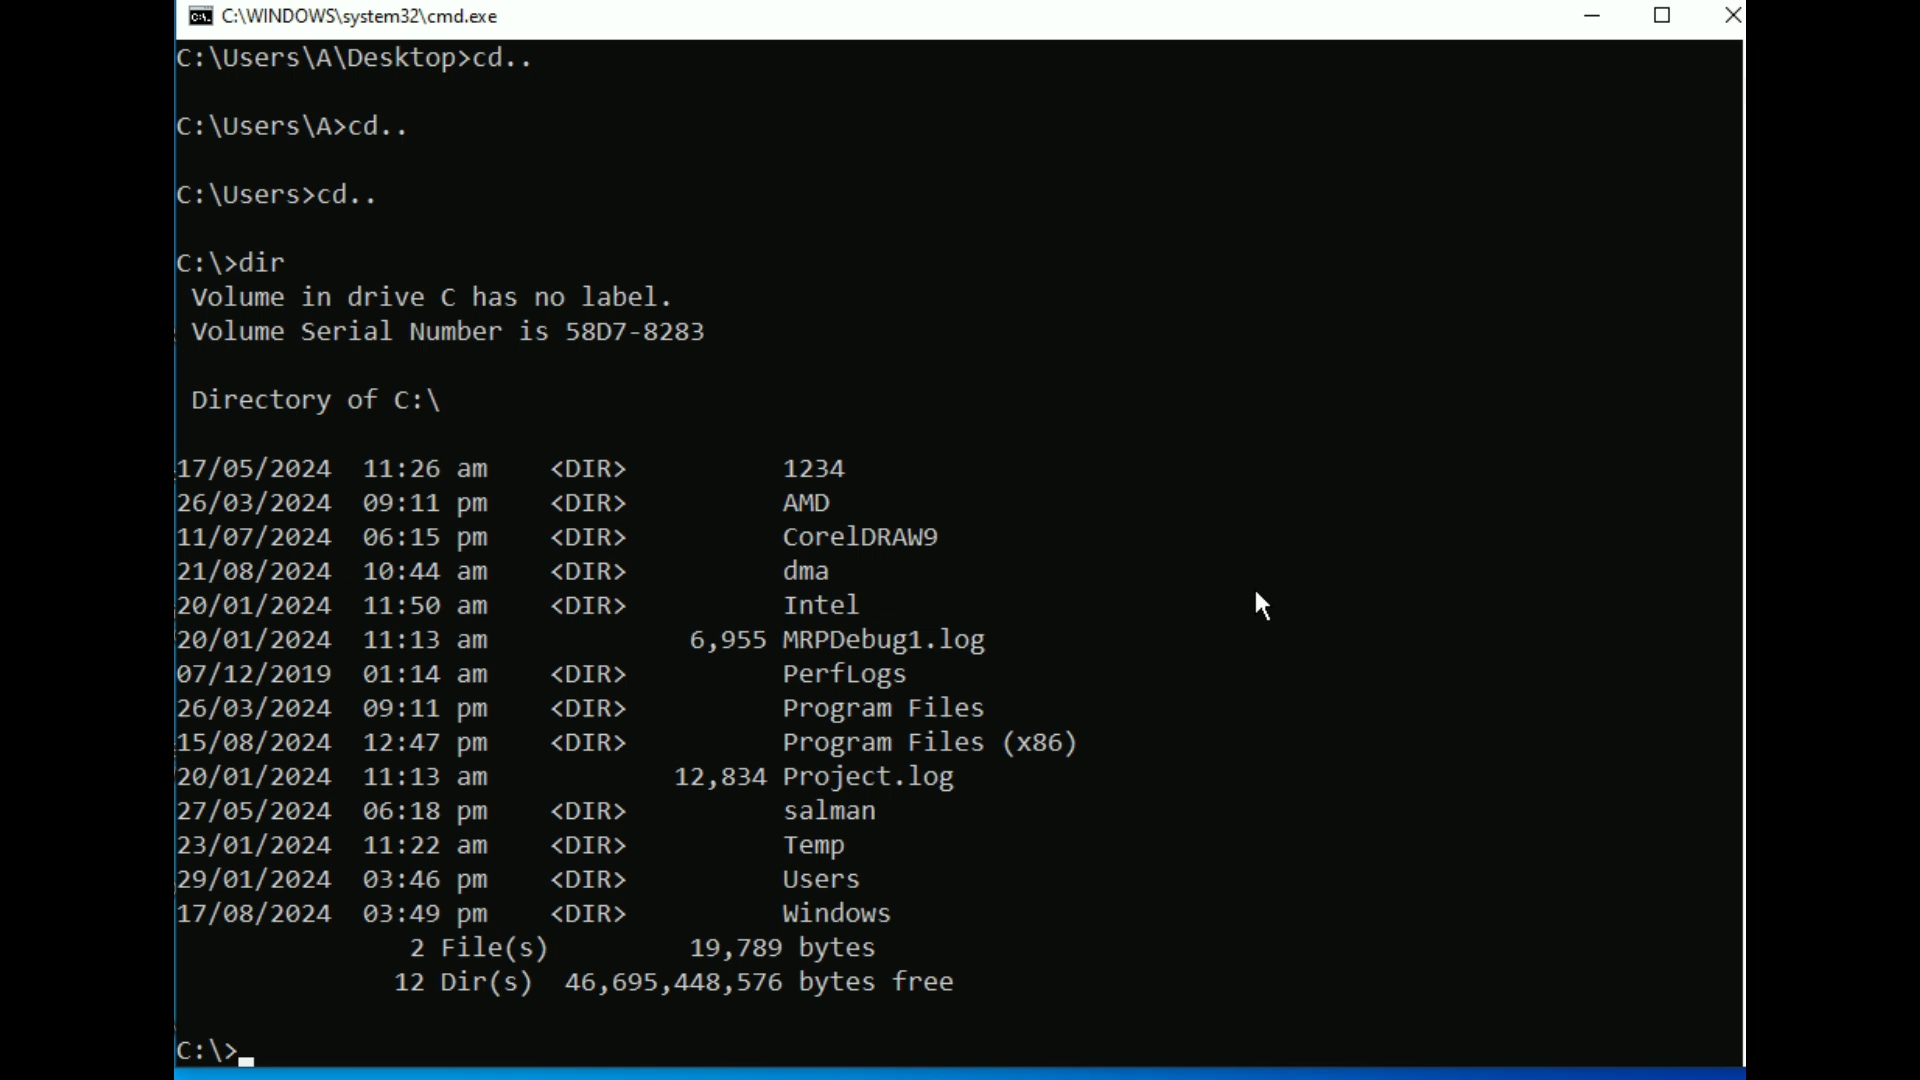 C:\WINDOWS\system32\cmd.exe
C:\Users\A\Desktop>cd..
C:\Users\A>cd..
C:\Users>cd..
C:\>dir
 Volume in drive C has no label.
 Volume Serial Number is 58D7-8283
 Directory of C:\
17/05/2024  11:26 am    <DIR>          1234
26/03/2024  09:11 pm    <DIR>          AMD
11/07/2024  06:15 pm    <DIR>          CorelDRAW9
21/08/2024  10:44 am    <DIR>          dma
20/01/2024  11:50 am    <DIR>          Intel
20/01/2024  11:13 am             6,955 MRPDebug1.log
07/12/2019  01:14 am    <DIR>          PerfLogs
26/03/2024  09:11 pm    <DIR>          Program Files
15/08/2024  12:47 pm    <DIR>          Program Files (x86)
20/01/2024  11:13 am            12,834 Project.log
27/05/2024  06:18 pm    <DIR>          salman
23/01/2024  11:22 am    <DIR>          Temp
29/01/2024  03:46 pm    <DIR>          Users
17/08/2024  03:49 pm    <DIR>          Windows
               2 File(s)         19,789 bytes
              12 Dir(s)  46,695,448,576 bytes free
C:\>